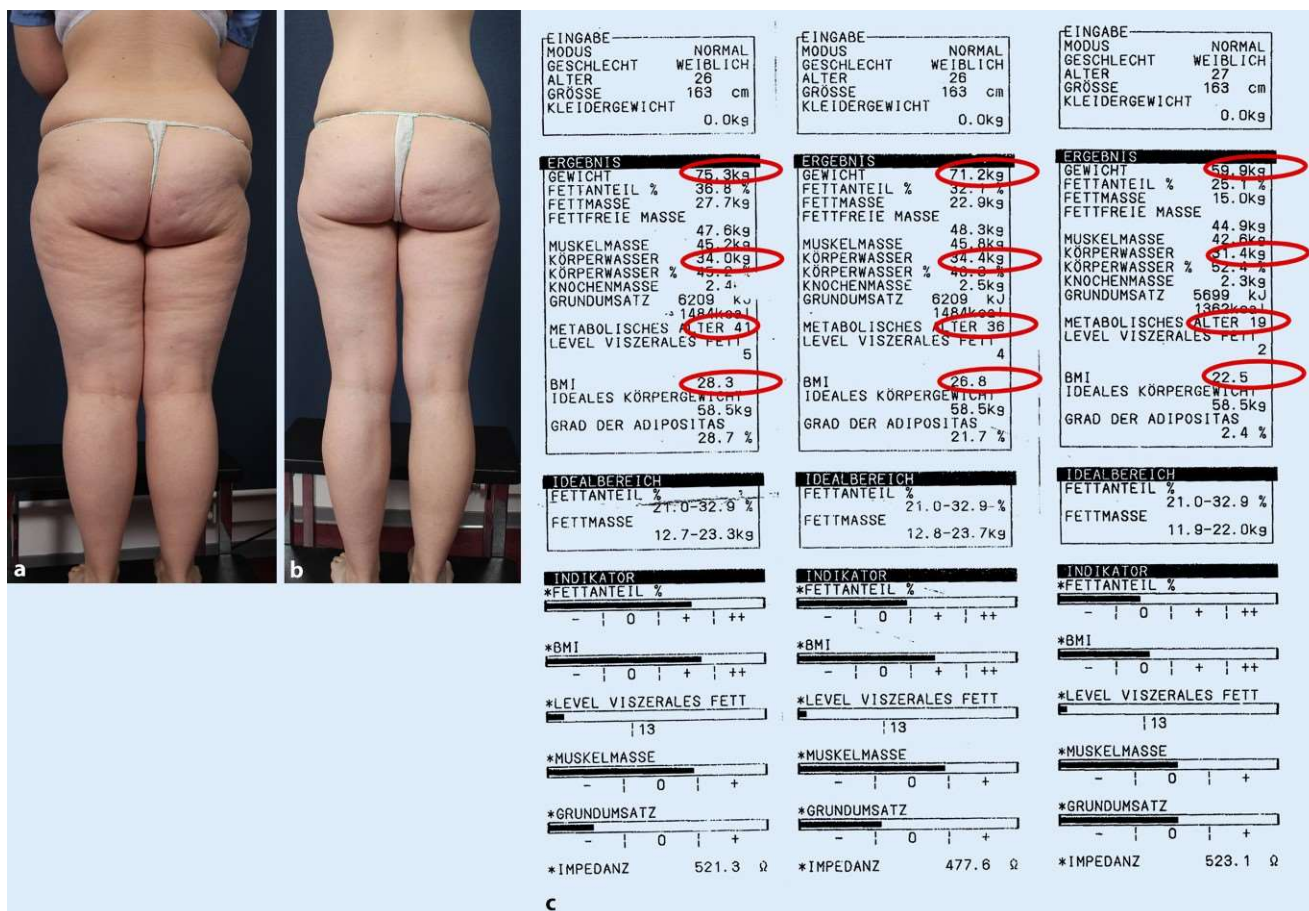 a
b
EINGABE
MODUS NORMAL
GESCHLECHT WEIBLICH
ALTER 26
GRÖSSE 163 cm
KLEIDERGEWICHT
0.0kg
ERGEBNIS
GEWICHT 75.3kg
FETTANTEIL % 36.8 %
FETTMASSE 27.7kg
FETTFREIE MASSE
47.6kg
MUSKELMASSE 45.2kg
KÖRPERWASSER 34.0kg
KÖRPERWASSER % 45.2 %
KNOCHENMASSE 2.4
GRUNDUMSATZ 6209 kJ
1484kcal
METABOLISCHES ALTER 41
LEVEL VISZERALES FETT
5
BMI 28.3
IDEALES KÖRPERGEWICHT
58.5kg
GRAD DER ADIPOSITAS
28.7 %
IDEALBEREICH
FETTANTEIL %
21.0-32.9 %
FETTMASSE
12.7-23.3kg
INDIKATOR
*FETTANTEIL %
- | 0 | + | ++
*BMI
- | 0 | + | ++
*LEVEL VISZERALES FETT
|13
*MUSKELMASSE
- | 0 | +
*GRUNDUMSATZ
- | 0 | +
*IMPEDANZ 521.3 Ω
EINGABE
MODUS NORMAL
GESCHLECHT WEIBLICH
ALTER 26
GRÖSSE 163 cm
KLEIDERGEWICHT
0.0kg
ERGEBNIS
GEWICHT 71.2kg
FETTANTEIL % 32.1 %
FETTMASSE 22.9kg
FETTFREIE MASSE
48.3kg
MUSKELMASSE 45.8kg
KÖRPERWASSER 34.4kg
KÖRPERWASSER % 48.3 %
KNOCHENMASSE 2.5kg
GRUNDUMSATZ 6209 kJ
1484kcal
METABOLISCHES ALTER 36
LEVEL VISZERALES FETT
4
BMI 26.8
IDEALES KÖRPERGEWICHT
58.5kg
GRAD DER ADIPOSITAS
21.7 %
IDEALBEREICH
FETTANTEIL %
21.0-32.9-%
FETTMASSE
12.8-23.7kg
INDIKATOR
*FETTANTEIL %
- | 0 | + | ++
*BMI
- | 0 | + | ++
*LEVEL VISZERALES FETT
|13
*MUSKELMASSE
- | 0 | +
*GRUNDUMSATZ
- | 0 | +
*IMPEDANZ 477.6 Ω
EINGABE
MODUS NORMAL
GESCHLECHT WEIBLICH
ALTER 27
GRÖSSE 163 cm
KLEIDERGEWICHT
0.0kg
ERGEBNIS
GEWICHT 59.9kg
FETTANTEIL % 25.1 %
FETTMASSE 15.0kg
FETTFREIE MASSE
44.9kg
MUSKELMASSE 42.6kg
KÖRPERWASSER 31.4kg
KÖRPERWASSER % 52.4 %
KNOCHENMASSE 2.3kg
GRUNDUMSATZ 5699 kJ
1362kcal
METABOLISCHES ALTER 19
LEVEL VISZERALES FETT
2
BMI 22.5
IDEALES KÖRPERGEWICHT
58.5kg
GRAD DER ADIPOSITAS
2.4 %
IDEALBEREICH
FETTANTEIL %
21.0-32.9 %
FETTMASSE
11.9-22.0kg
INDIKATOR
*FETTANTEIL %
- | 0 | + | ++
*BMI
- | 0 | + | ++
*LEVEL VISZERALES FETT
|13
*MUSKELMASSE
- | 0 | +
*GRUNDUMSATZ
- | 0 | +
*IMPEDANZ 523.1 Ω
c